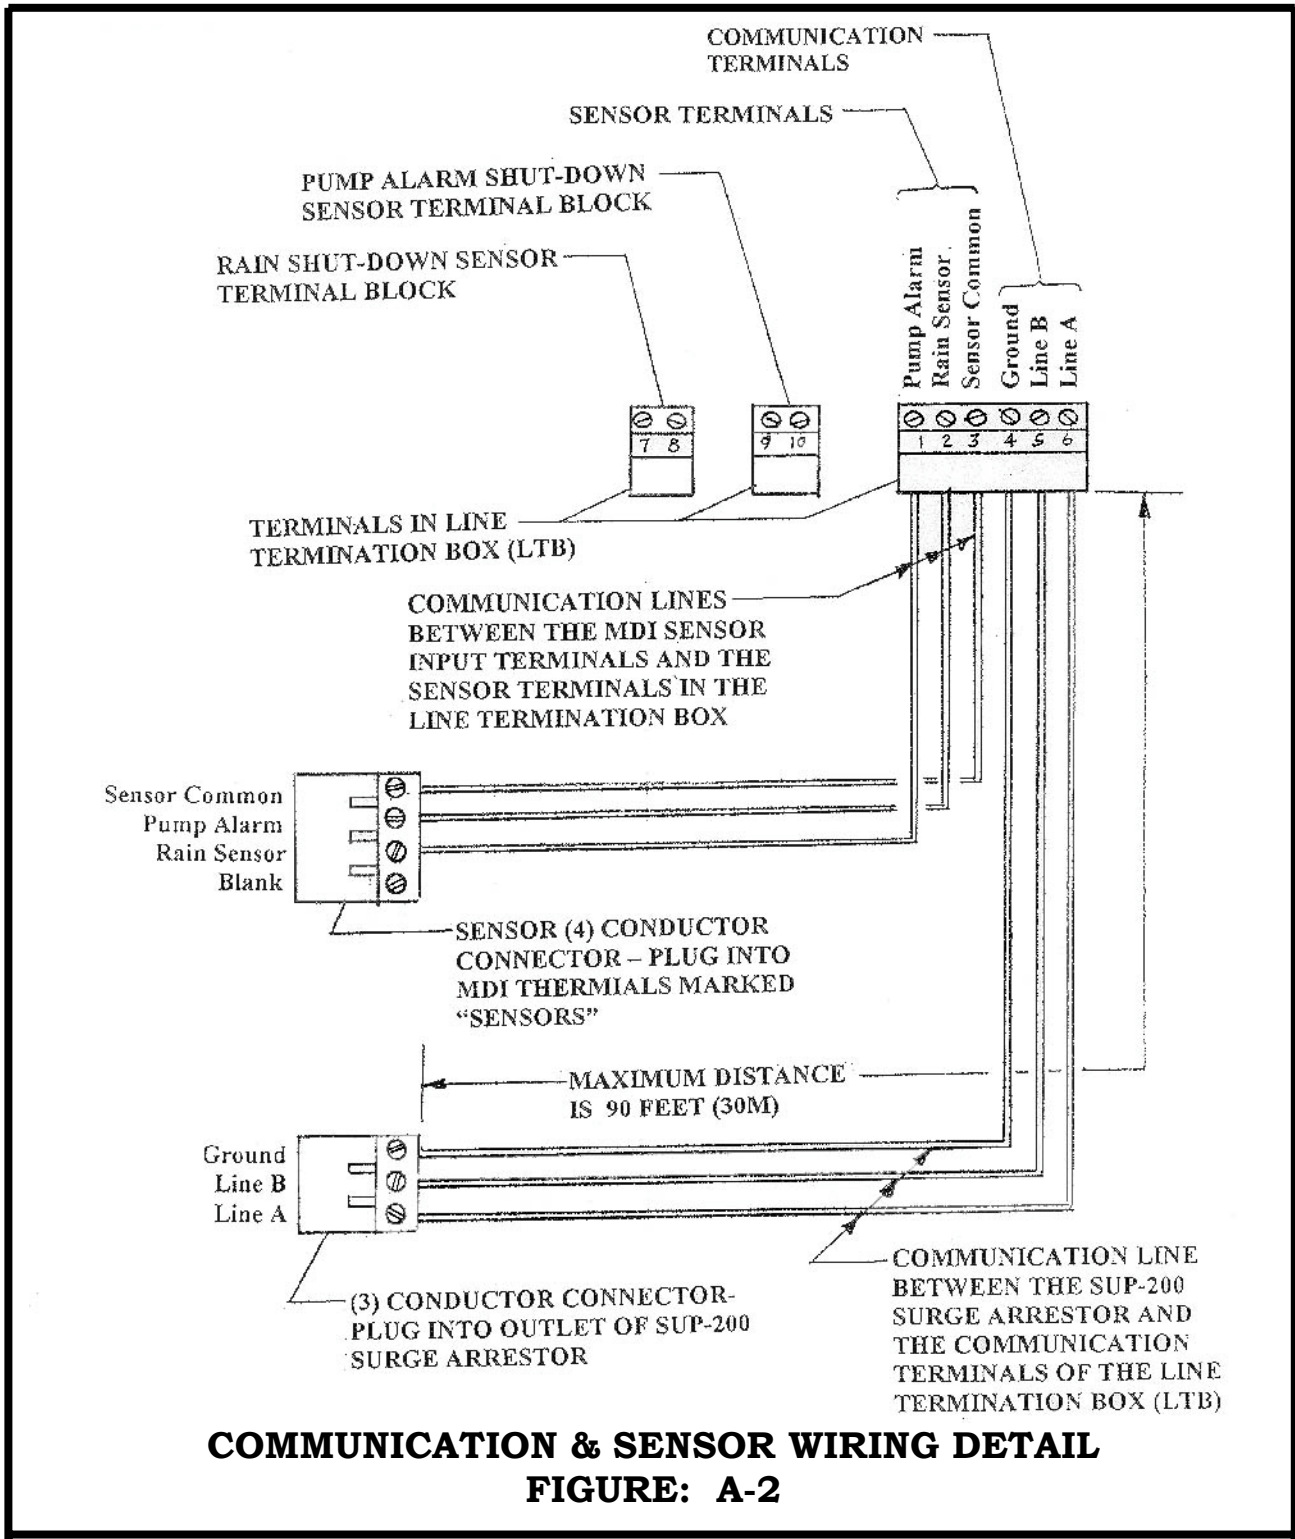 COMMUNICATION
TERMINALS
SENSOR TERMINALS
PUMP ALARM SHUT-DOWN
SENSOR TERMINAL BLOCK
RAIN SHUT-DOWN SENSOR
TERMINAL BLOCK
Pump Alarm
Rain Sensor
Sensor Common
Ground
Line B
Line A
7 8
9 10
1 2 3 4 5 6
TERMINALS IN LINE
TERMINATION BOX (LTB)
COMMUNICATION LINES
BETWEEN THE MDI SENSOR
INPUT TERMINALS AND THE
SENSOR TERMINALS IN THE
LINE TERMINATION BOX
Sensor Common
Pump Alarm
Rain Sensor
Blank
SENSOR (4) CONDUCTOR
CONNECTOR – PLUG INTO
MDI THERMIALS MARKED
“SENSORS”
MAXIMUM DISTANCE
IS 90 FEET (30M)
Ground
Line B
Line A
(3) CONDUCTOR CONNECTOR-
PLUG INTO OUTLET OF SUP-200
SURGE ARRESTOR
COMMUNICATION LINE
BETWEEN THE SUP-200
SURGE ARRESTOR AND
THE COMMUNICATION
TERMINALS OF THE LINE
TERMINATION BOX (LTB)
COMMUNICATION & SENSOR WIRING DETAIL
FIGURE: A-2